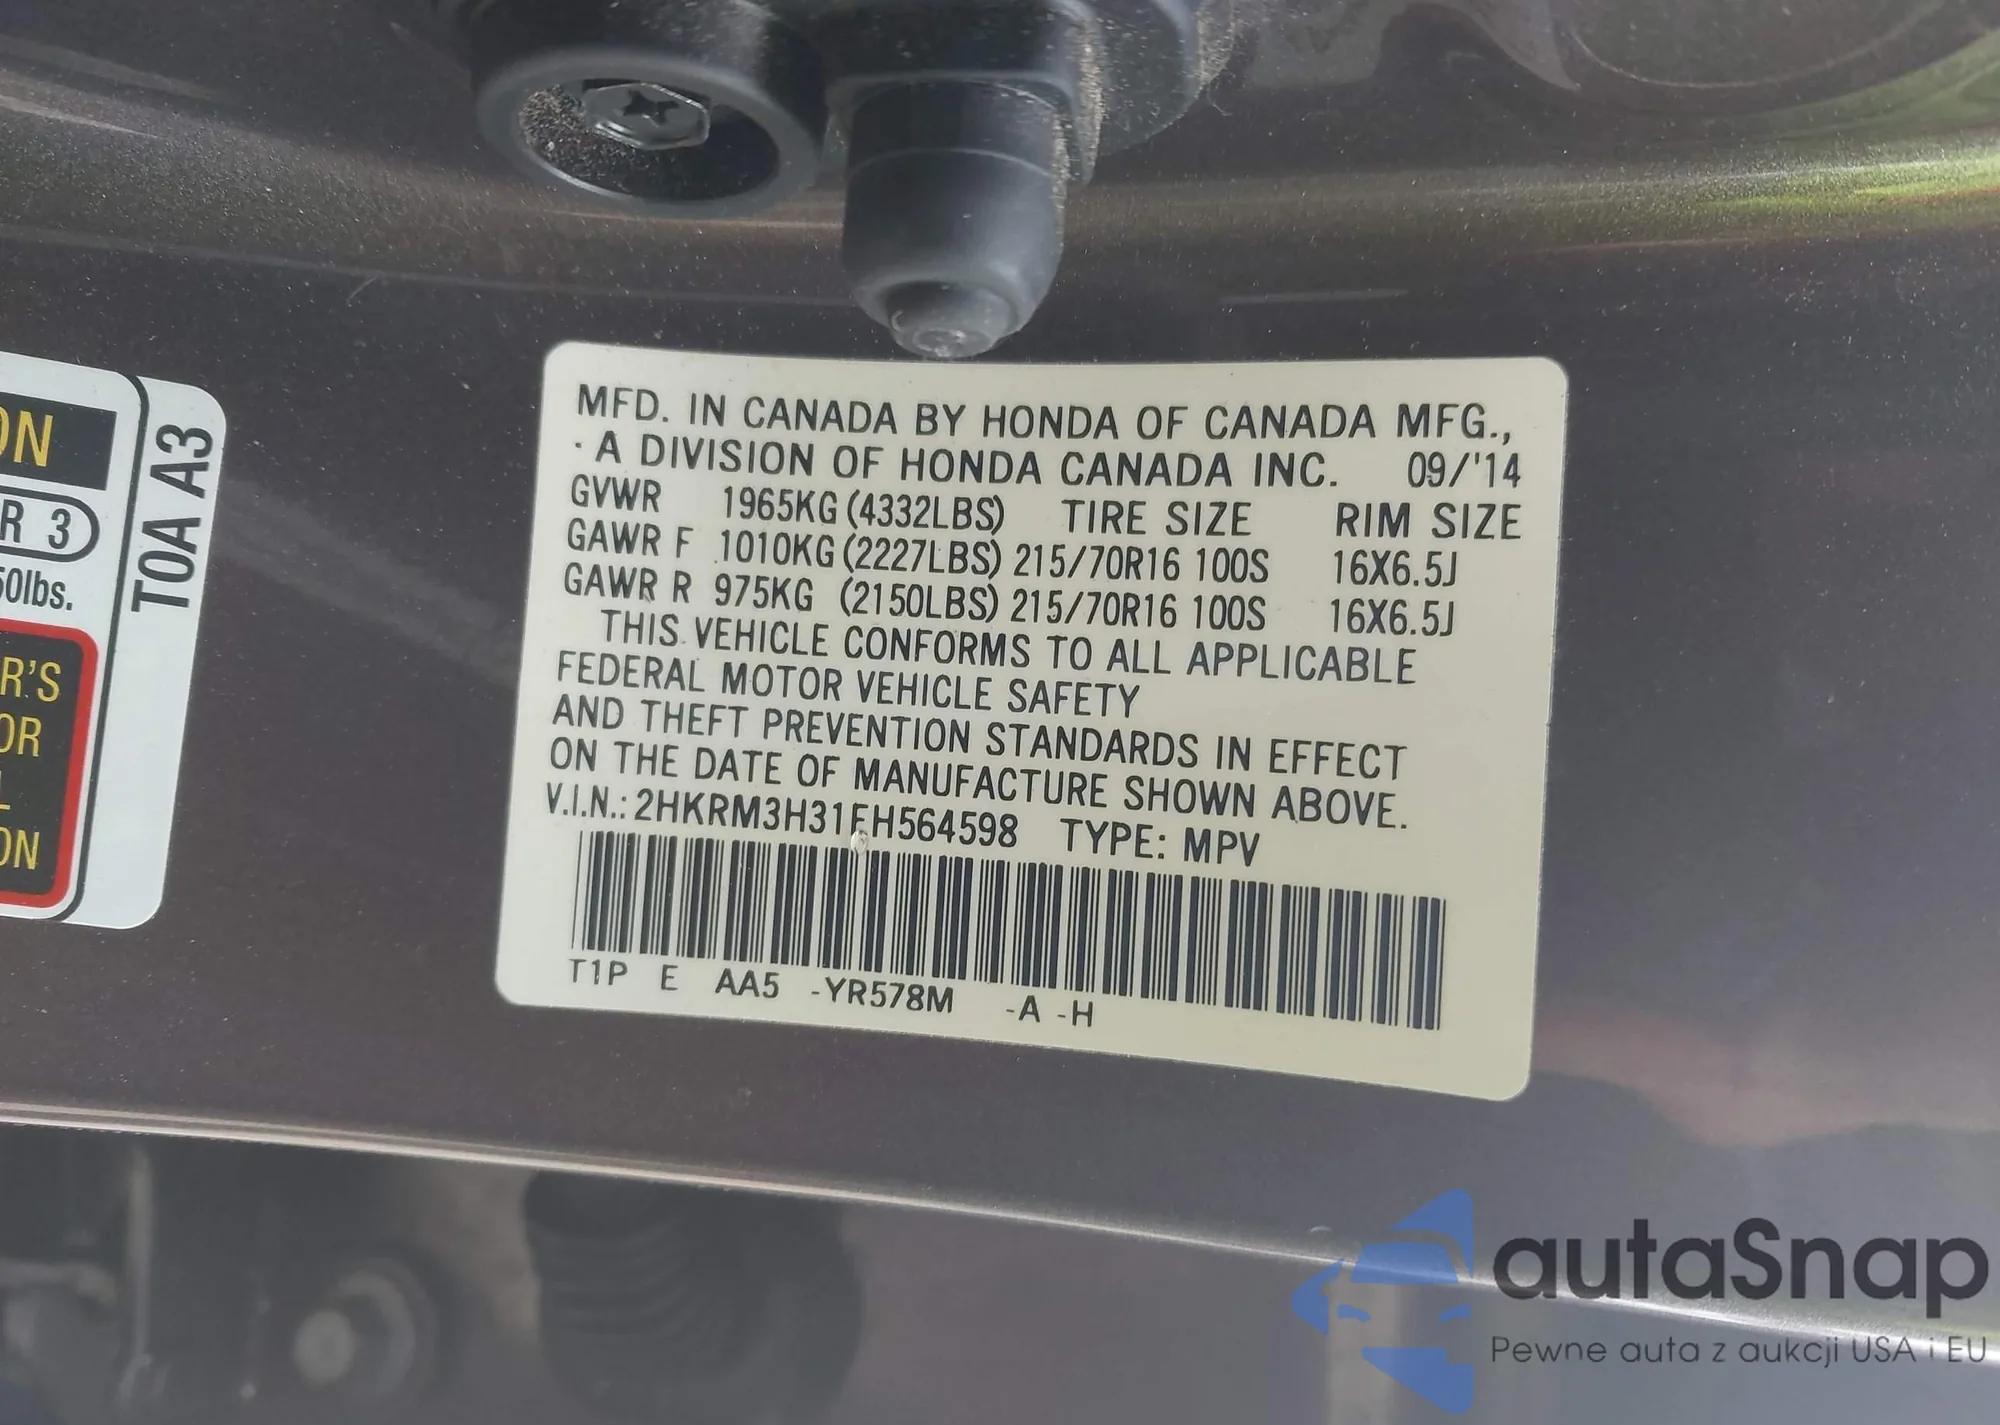 MFD. IN CANADA BY HONDA OF CANADA MFG.,
A DIVISION OF HONDA CANADA INC. 09/'14
GVWR 1965KG (4332LBS) TIRE SIZE RIM SIZE
GAWR F 1010KG (2227LBS) 215/70R16 100S 16X6.5J
GAWR R 975KG (2150LBS) 215/70R16 100S 16X6.5J
THIS VEHICLE CONFORMS TO ALL APPLICABLE
FEDERAL MOTOR VEHICLE SAFETY
AND THEFT PREVENTION STANDARDS IN EFFECT
ON THE DATE OF MANUFACTURE SHOWN ABOVE.
V.I.N.: 2HKRM3H31FH564598 TYPE: MPV
T1P E AA5 -YR578M -A -H
ON
R 3
50lbs.
R'S
OR
L
ON
T0A A3
autaSnap
Pewne auta z aukcji USA i EU